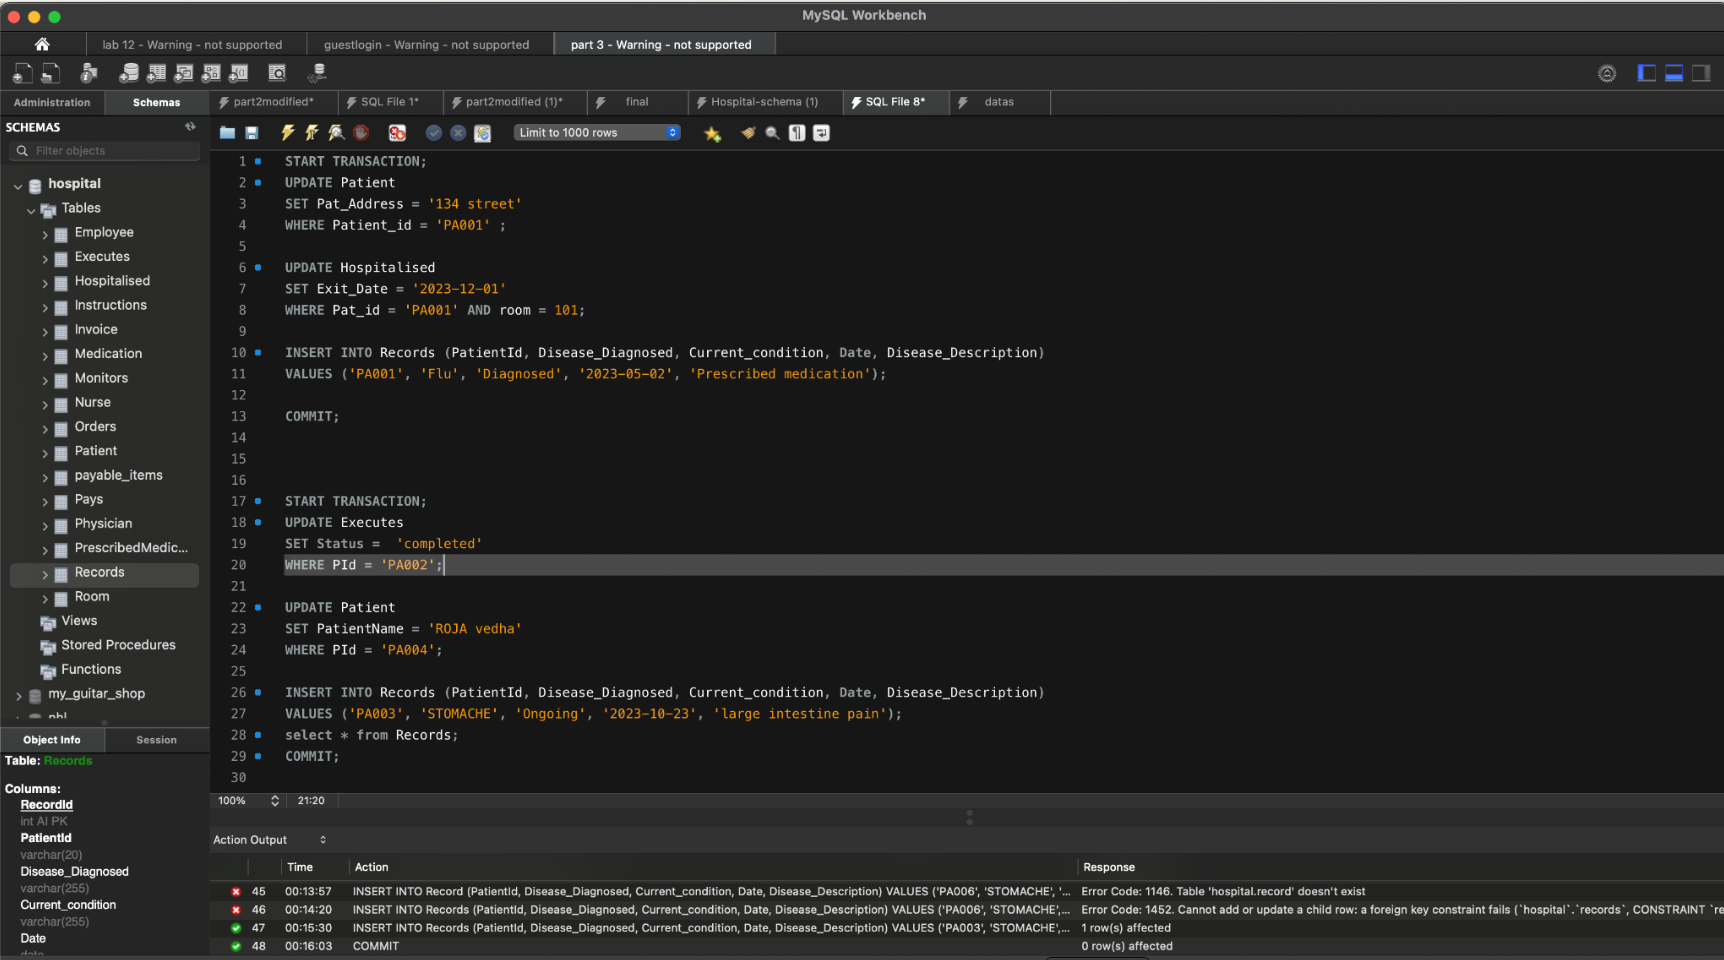 MySQL Workbench
lab 12 - Warning - not supported
guestlogin - Warning - not supported
part 3 - Warning - not supported
Administration
Schemas
part2modified*
SQL File 1*
part2modified (1)*
final
Hospital-schema (1)
SQL File 8*
datas
SCHEMAS
Filter objects
Limit to 1000 rows
hospital
Tables
Employee
Executes
Hospitalised
Instructions
Invoice
Medication
Monitors
Nurse
Orders
Patient
payable_items
Pays
Physician
PrescribedMedic...
Records
Room
Views
Stored Procedures
Functions
my_guitar_shop
Object Info
Session
Table: Records
Columns:
RecordId
int AI PK
PatientId
varchar(20)
Disease_Diagnosed
varchar(255)
Current_condition
varchar(255)
Date
date
1 START TRANSACTION;
2 UPDATE Patient
3 SET Pat_Address = '134 street'
4 WHERE Patient_id = 'PA001' ;
5
6 UPDATE Hospitalised
7 SET Exit_Date = '2023-12-01'
8 WHERE Pat_id = 'PA001' AND room = 101;
9
10 INSERT INTO Records (PatientId, Disease_Diagnosed, Current_condition, Date, Disease_Description)
11 VALUES ('PA001', 'Flu', 'Diagnosed', '2023-05-02', 'Prescribed medication');
12
13 COMMIT;
14
15
16
17 START TRANSACTION;
18 UPDATE Executes
19 SET Status =  'completed'
20 WHERE PId = 'PA002';
21
22 UPDATE Patient
23 SET PatientName = 'ROJA vedha'
24 WHERE PId = 'PA004';
25
26 INSERT INTO Records (PatientId, Disease_Diagnosed, Current_condition, Date, Disease_Description)
27 VALUES ('PA003', 'STOMACHE', 'Ongoing', '2023-10-23', 'large intestine pain');
28 select * from Records;
29 COMMIT;
30
100% 21:20
Action Output
Time Action Response
45 00:13:57 INSERT INTO Record (PatientId, Disease_Diagnosed, Current_condition, Date, Disease_Description) VALUES ('PA006', 'STOMACHE', '... Error Code: 1146. Table 'hospital.record' doesn't exist
46 00:14:20 INSERT INTO Records (PatientId, Disease_Diagnosed, Current_condition, Date, Disease_Description) VALUES ('PA006', 'STOMACHE',... Error Code: 1452. Cannot add or update a child row: a foreign key constraint fails (`hospital`.`records`, CONSTRAINT `re
47 00:15:30 INSERT INTO Records (PatientId, Disease_Diagnosed, Current_condition, Date, Disease_Description) VALUES ('PA003', 'STOMACHE',... 1 row(s) affected
48 00:16:03 COMMIT 0 row(s) affected